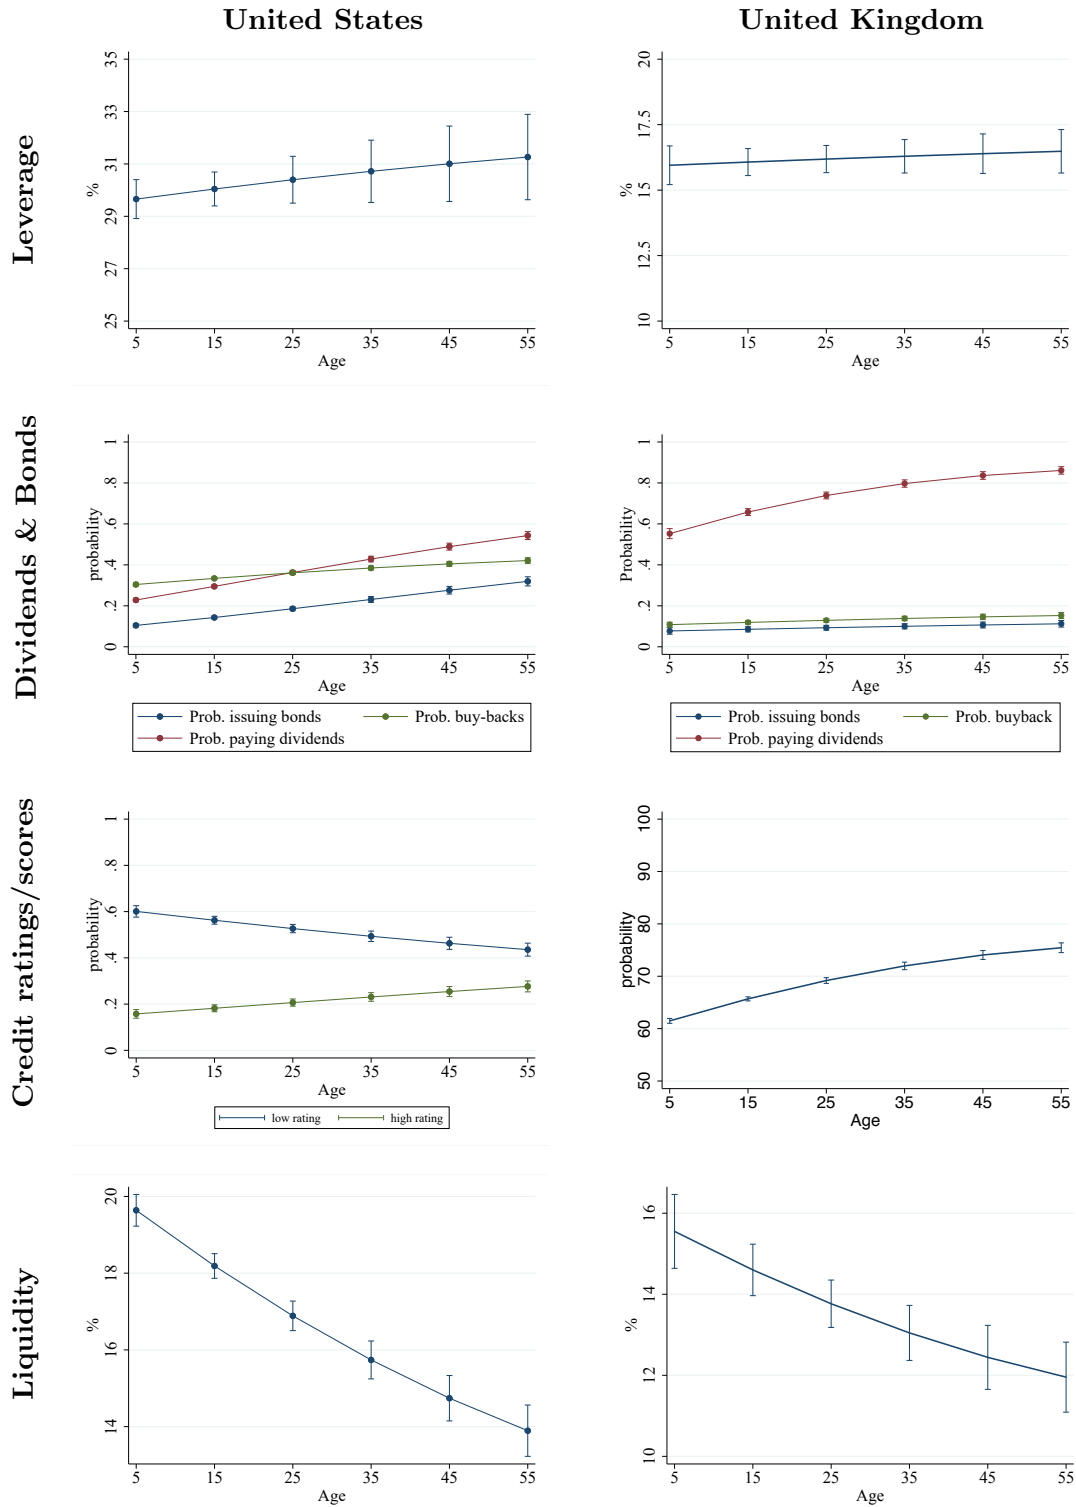 United States
United Kingdom
Leverage
35
33
31
29
27
25
%
5 15 25 35 45 55
Age
20
17.5
15
12.5
10
%
5 15 25 35 45 55
Age
Dividends & Bonds
1
.8
.6
.4
.2
0
probability
5 15 25 35 45 55
Age
Prob. issuing bonds
Prob. buy-backs
Prob. paying dividends
1
.8
.6
.4
.2
0
Probability
5 15 25 35 45 55
Age
Prob. issuing bonds
Prob. buyback
Prob. paying dividends
Credit ratings/scores
1
.8
.6
.4
.2
0
probability
5 15 25 35 45 55
Age
low rating
high rating
100
90
80
70
60
50
probability
5 15 25 35 45 55
Age
Liquidity
20
18
16
14
%
5 15 25 35 45 55
Age
16
14
12
10
%
5 15 25 35 45 55
Age